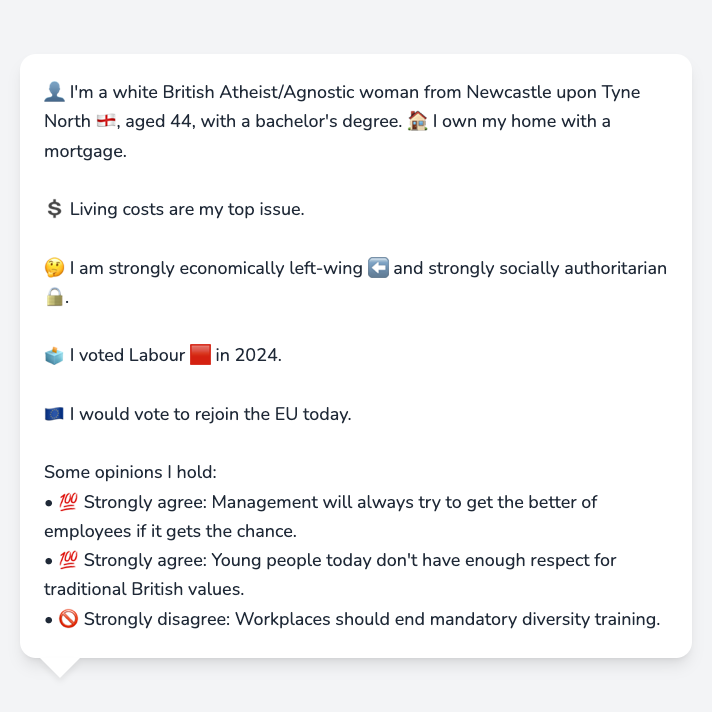 👤 I'm a white British Atheist/Agnostic woman from Newcastle upon Tyne
North 🏴󠁧󠁢󠁥󠁮󠁧󠁿, aged 44, with a bachelor's degree. 🏠 I own my home with a
mortgage.
💲 Living costs are my top issue.
🤔 I am strongly economically left-wing ⬅️ and strongly socially authoritarian
🔒.
🗳️ I voted Labour 🟥 in 2024.
🇪🇺 I would vote to rejoin the EU today.
Some opinions I hold:
• 💯 Strongly agree: Management will always try to get the better of
employees if it gets the chance.
• 💯 Strongly agree: Young people today don't have enough respect for
traditional British values.
• 🚫 Strongly disagree: Workplaces should end mandatory diversity training.